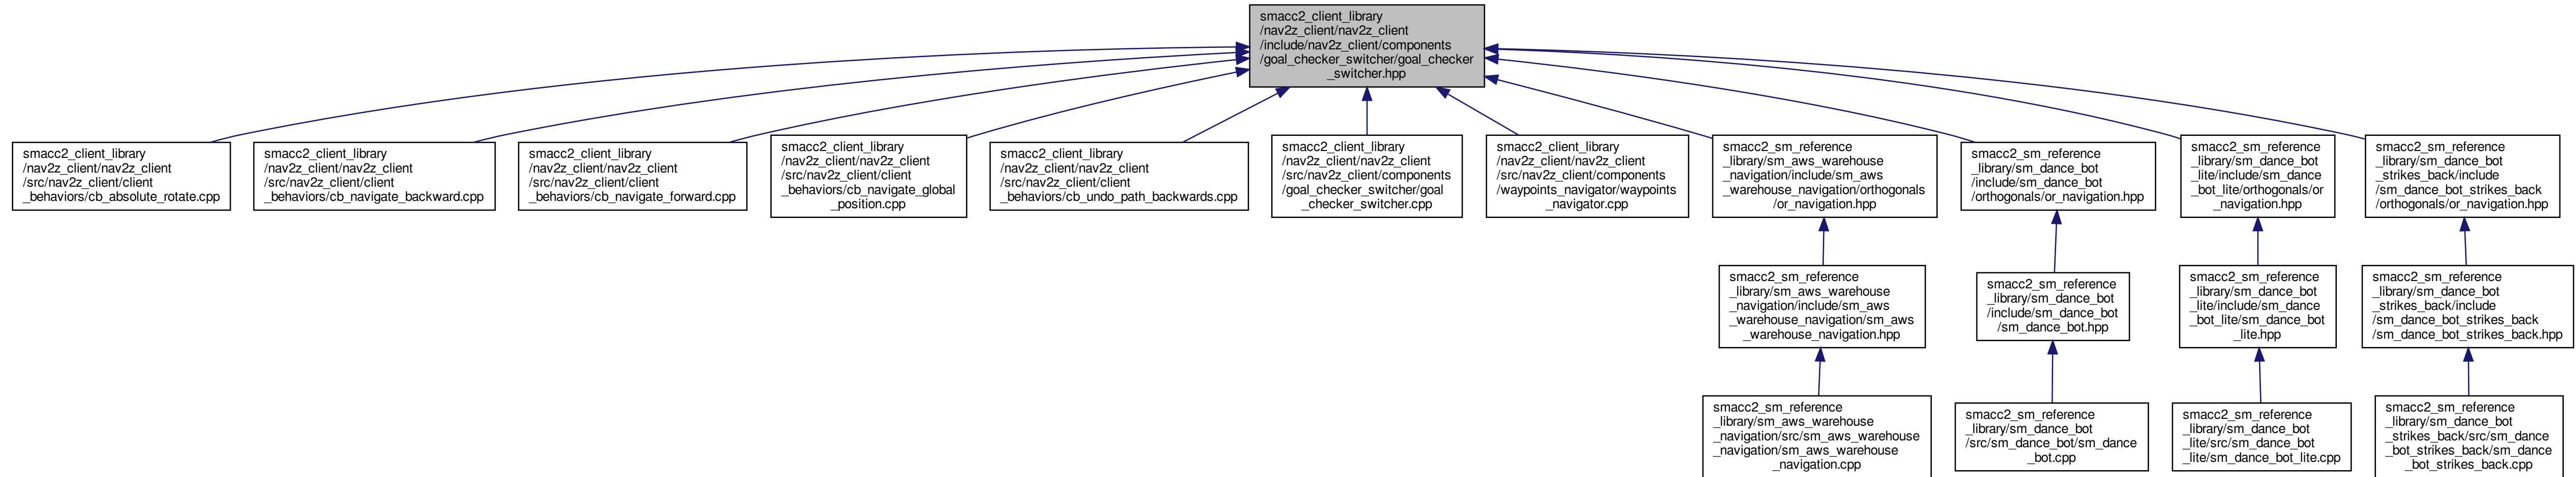 smacc2_client_library
/nav2z_client/nav2z_client
/include/nav2z_client/components
/goal_checker_switcher/goal_checker
_switcher.hpp
smacc2_client_library
/nav2z_client/nav2z_client
/src/nav2z_client/client
_behaviors/cb_absolute_rotate.cpp
smacc2_client_library
/nav2z_client/nav2z_client
/src/nav2z_client/client
_behaviors/cb_navigate_backward.cpp
smacc2_client_library
/nav2z_client/nav2z_client
/src/nav2z_client/client
_behaviors/cb_navigate_forward.cpp
smacc2_client_library
/nav2z_client/nav2z_client
/src/nav2z_client/client
_behaviors/cb_navigate_global
_position.cpp
smacc2_client_library
/nav2z_client/nav2z_client
/src/nav2z_client/client
_behaviors/cb_undo_path_backwards.cpp
smacc2_client_library
/nav2z_client/nav2z_client
/src/nav2z_client/components
/goal_checker_switcher/goal
_checker_switcher.cpp
smacc2_client_library
/nav2z_client/nav2z_client
/src/nav2z_client/components
/waypoints_navigator/waypoints
_navigator.cpp
smacc2_sm_reference
_library/sm_aws_warehouse
_navigation/include/sm_aws
_warehouse_navigation/orthogonals
/or_navigation.hpp
smacc2_sm_reference
_library/sm_dance_bot
/include/sm_dance_bot
/orthogonals/or_navigation.hpp
smacc2_sm_reference
_library/sm_dance_bot
_lite/include/sm_dance
_bot_lite/orthogonals/or
_navigation.hpp
smacc2_sm_reference
_library/sm_dance_bot
_strikes_back/include
/sm_dance_bot_strikes_back
/orthogonals/or_navigation.hpp
smacc2_sm_reference
_library/sm_aws_warehouse
_navigation/include/sm_aws
_warehouse_navigation/sm_aws
_warehouse_navigation.hpp
smacc2_sm_reference
_library/sm_dance_bot
/include/sm_dance_bot
/sm_dance_bot.hpp
smacc2_sm_reference
_library/sm_dance_bot
_lite/include/sm_dance
_bot_lite/sm_dance_bot
_lite.hpp
smacc2_sm_reference
_library/sm_dance_bot
_strikes_back/include
/sm_dance_bot_strikes_back
/sm_dance_bot_strikes_back.hpp
smacc2_sm_reference
_library/sm_aws_warehouse
_navigation/src/sm_aws_warehouse
_navigation/sm_aws_warehouse
_navigation.cpp
smacc2_sm_reference
_library/sm_dance_bot
/src/sm_dance_bot/sm_dance
_bot.cpp
smacc2_sm_reference
_library/sm_dance_bot
_lite/src/sm_dance_bot
_lite/sm_dance_bot_lite.cpp
smacc2_sm_reference
_library/sm_dance_bot
_strikes_back/src/sm_dance
_bot_strikes_back/sm_dance
_bot_strikes_back.cpp